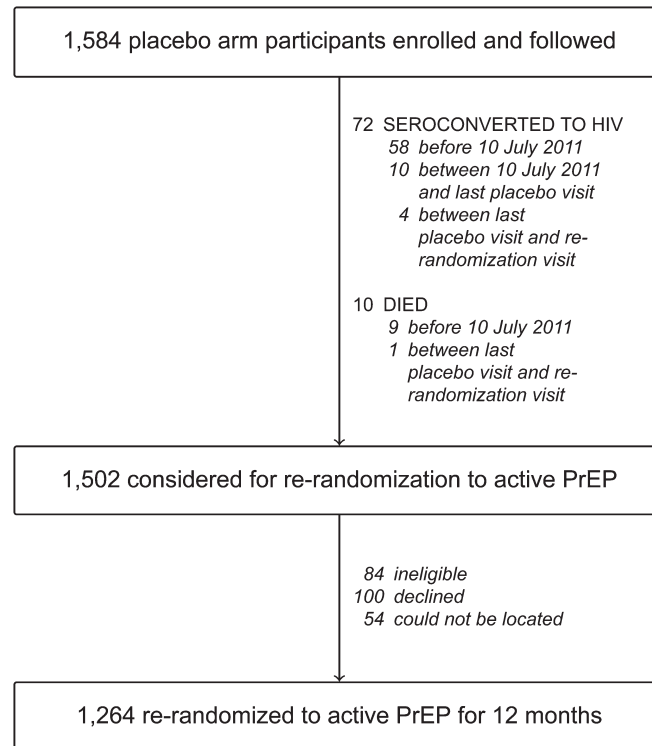 1,584 placebo arm participants enrolled and followed
72 SEROCONVERTED TO HIV
58 before 10 July 2011
10 between 10 July 2011
and last placebo visit
4 between last
placebo visit and re-
randomization visit
10 DIED
9 before 10 July 2011
1 between last
placebo visit and re-
randomization visit
1,502 considered for re-randomization to active PrEP
84 ineligible
100 declined
54 could not be located
1,264 re-randomized to active PrEP for 12 months